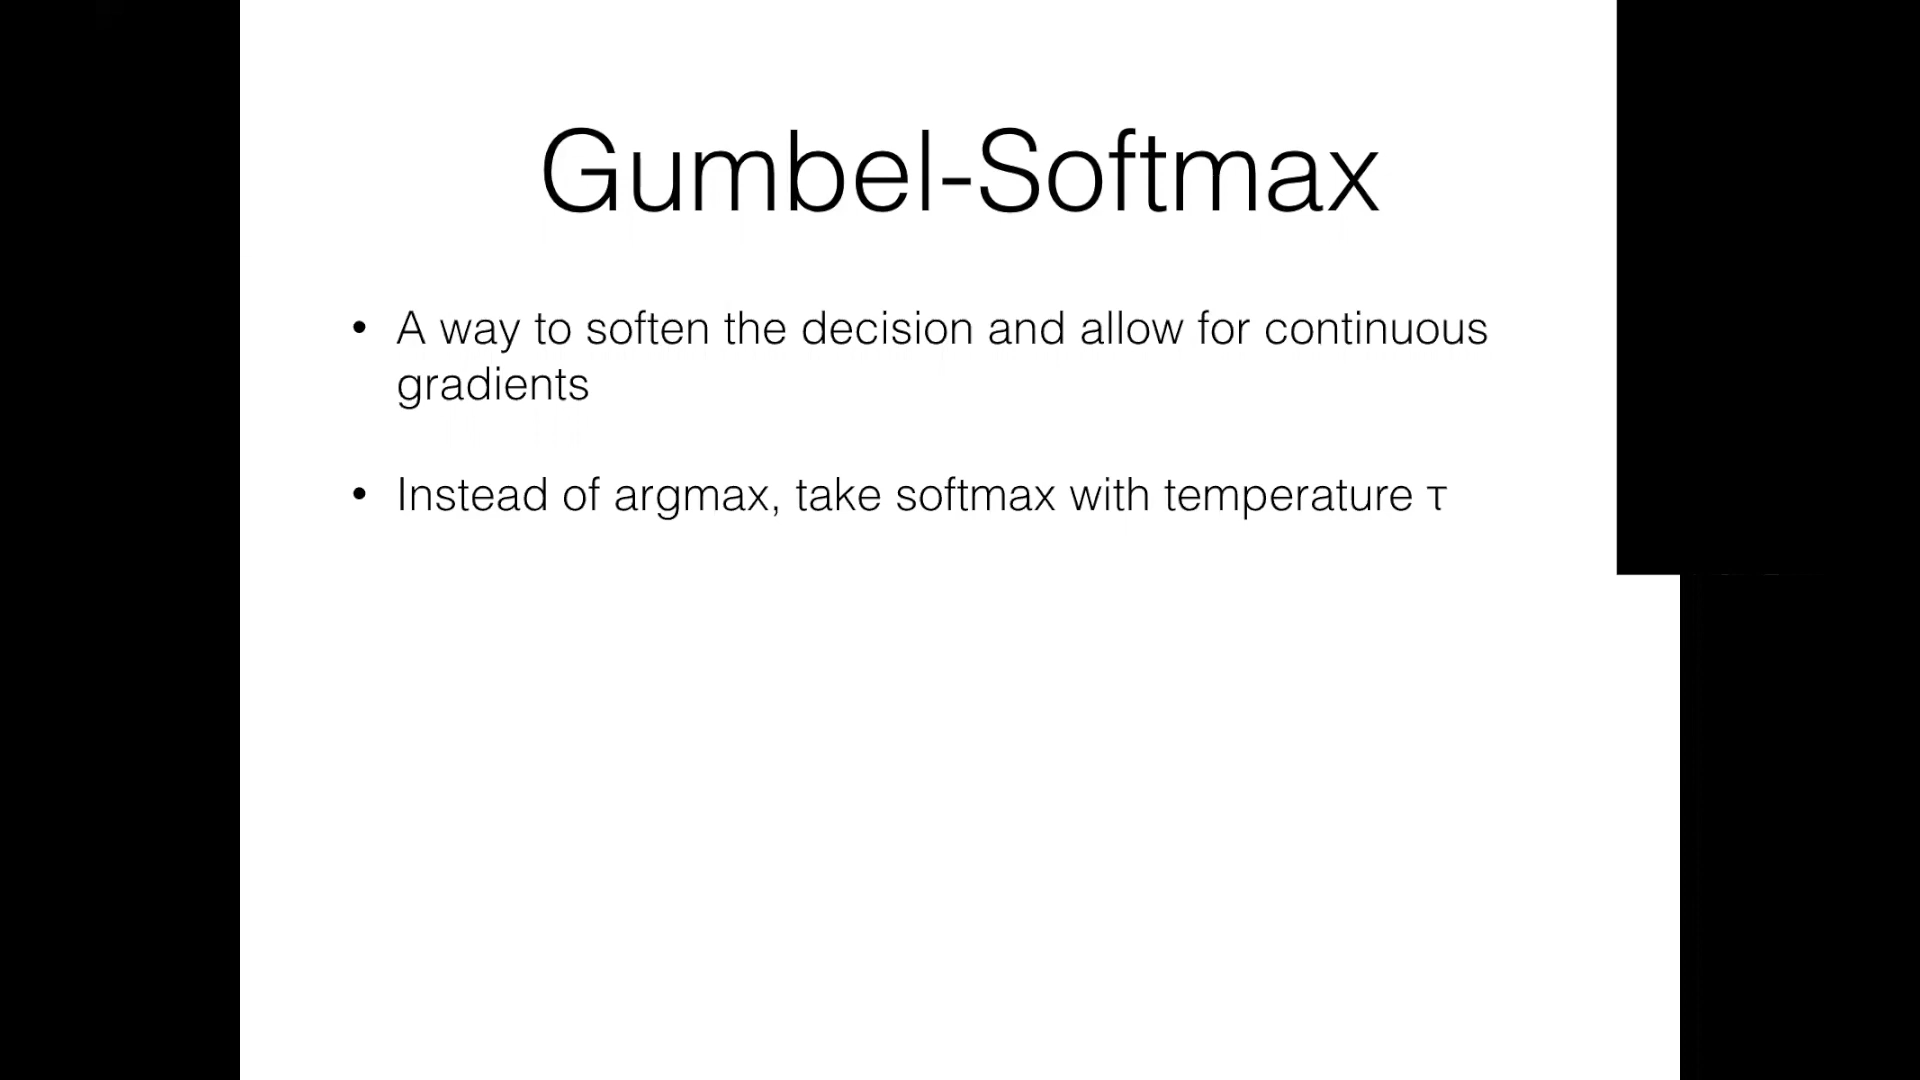 Gumbel-Softmax
• A way to soften the decision and allow for continuous
gradients
• Instead of argmax, take softmax with temperature τ